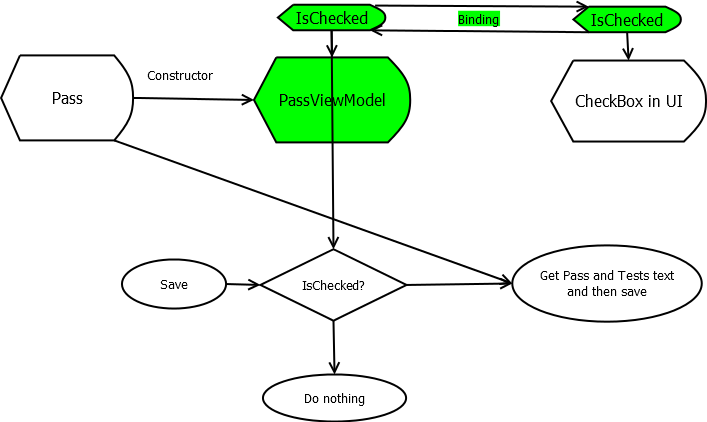 IsChecked
Binding
IsChecked
Pass
Constructor
PassViewModel
CheckBox in UI
Save
IsChecked?
Get Pass and Tests text
and then save
Do nothing